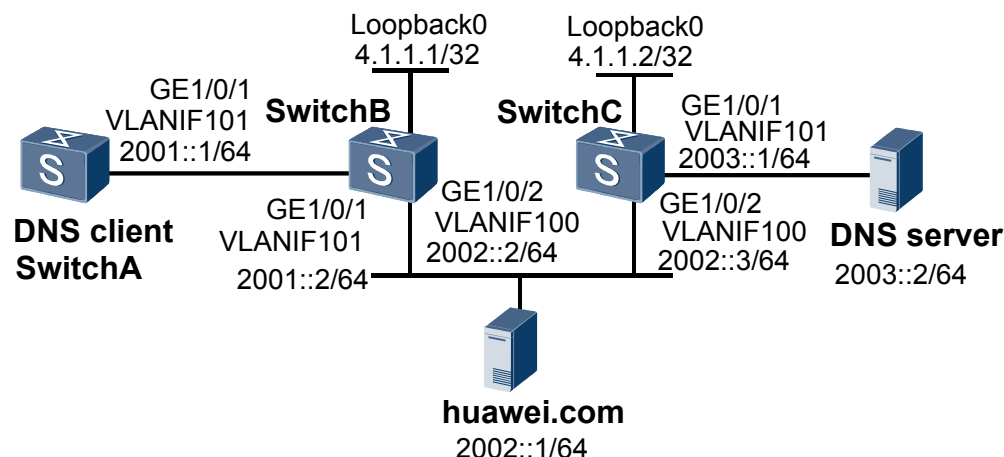 Loopback0
4.1.1.1/32
Loopback0
4.1.1.2/32
GE1/0/1
VLANIF101
2001::1/64
SwitchB
SwitchC
GE1/0/1
VLANIF101
2003::1/64
S
S
S
DNS client
SwitchA
GE1/0/1
VLANIF101
2001::2/64
GE1/0/2
VLANIF100
2002::2/64
GE1/0/2
VLANIF100
2002::3/64
DNS server
2003::2/64
huawei.com
2002::1/64